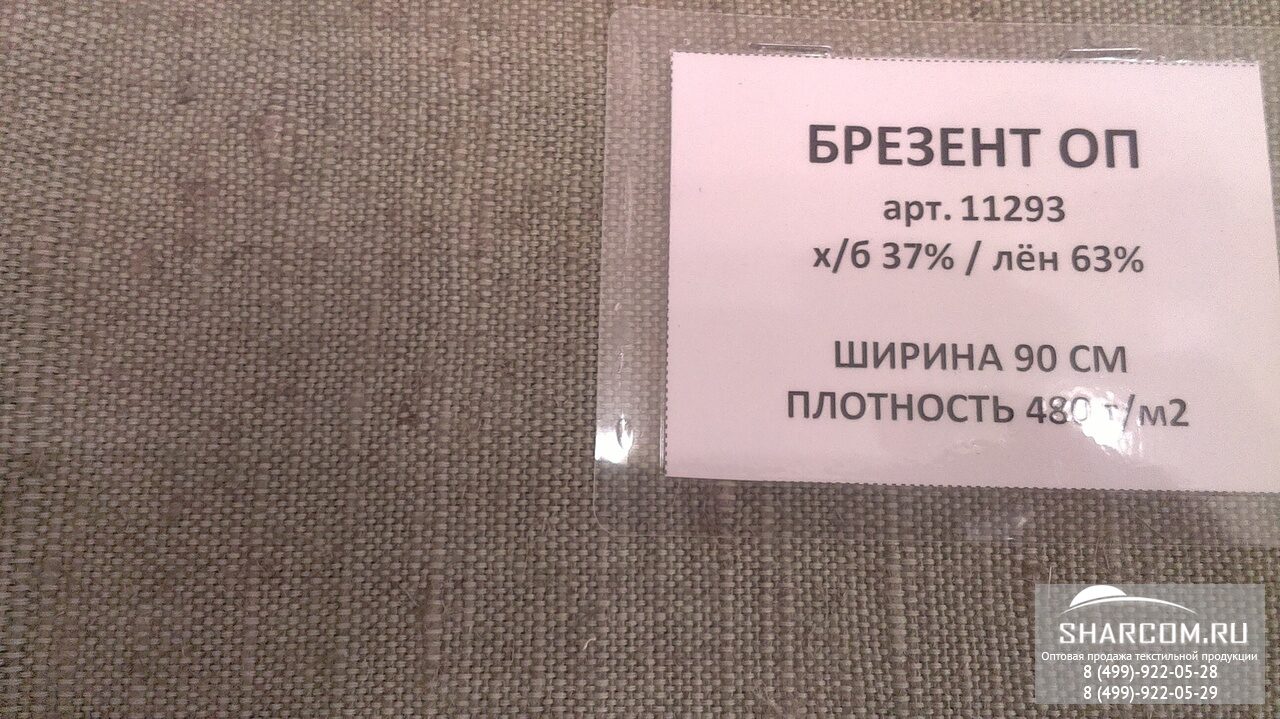 БРЕЗЕНТ ОП
арт. 11293
х/б 37% / лён 63%
ШИРИНА 90 СМ
ПЛОТНОСТЬ 480 г/м2
SHARCOM.RU
Оптовая продажа текстильной продукции
8 (499)-922-05-28
8 (499)-922-05-29